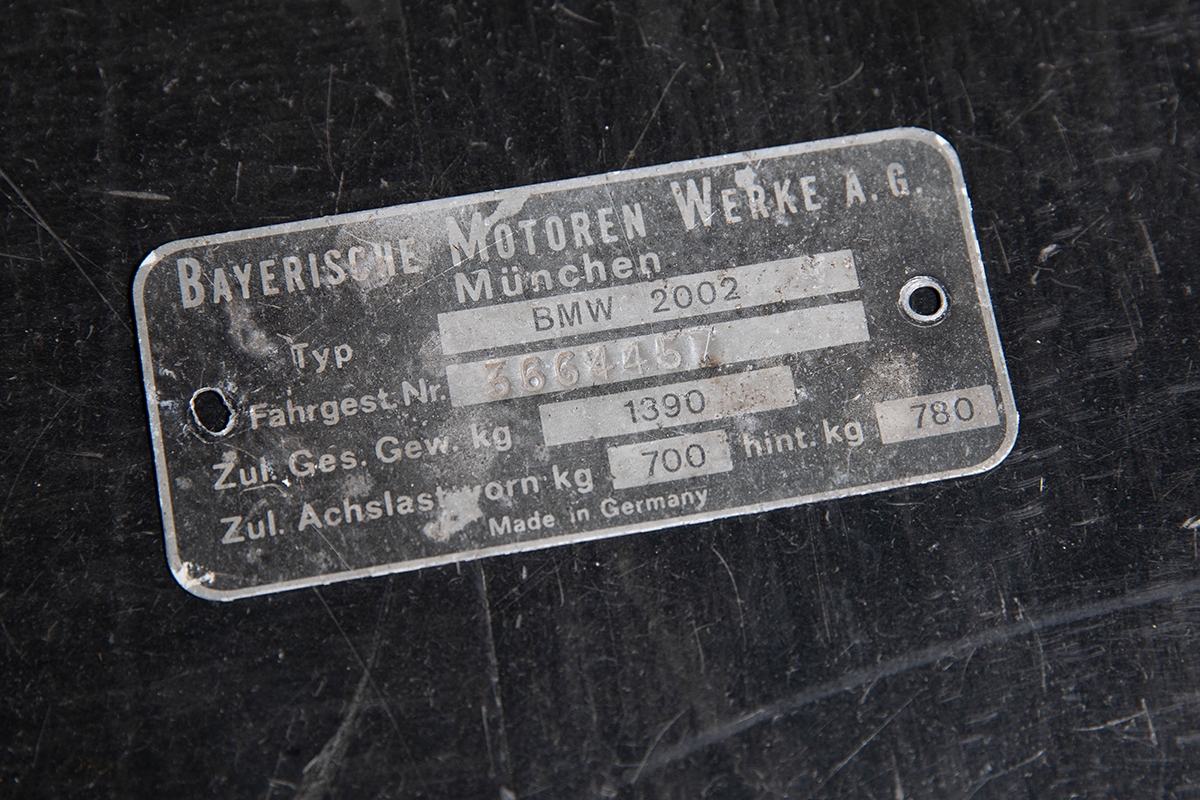 BAYERISCHE MOTOREN WERKE A.G.
München
Typ BMW 2002
Fahrgest.Nr. 3664457
Zul. Ges. Gew. kg 1390
Zul. Achslast vorn kg 700 hint. kg 780
Made in Germany